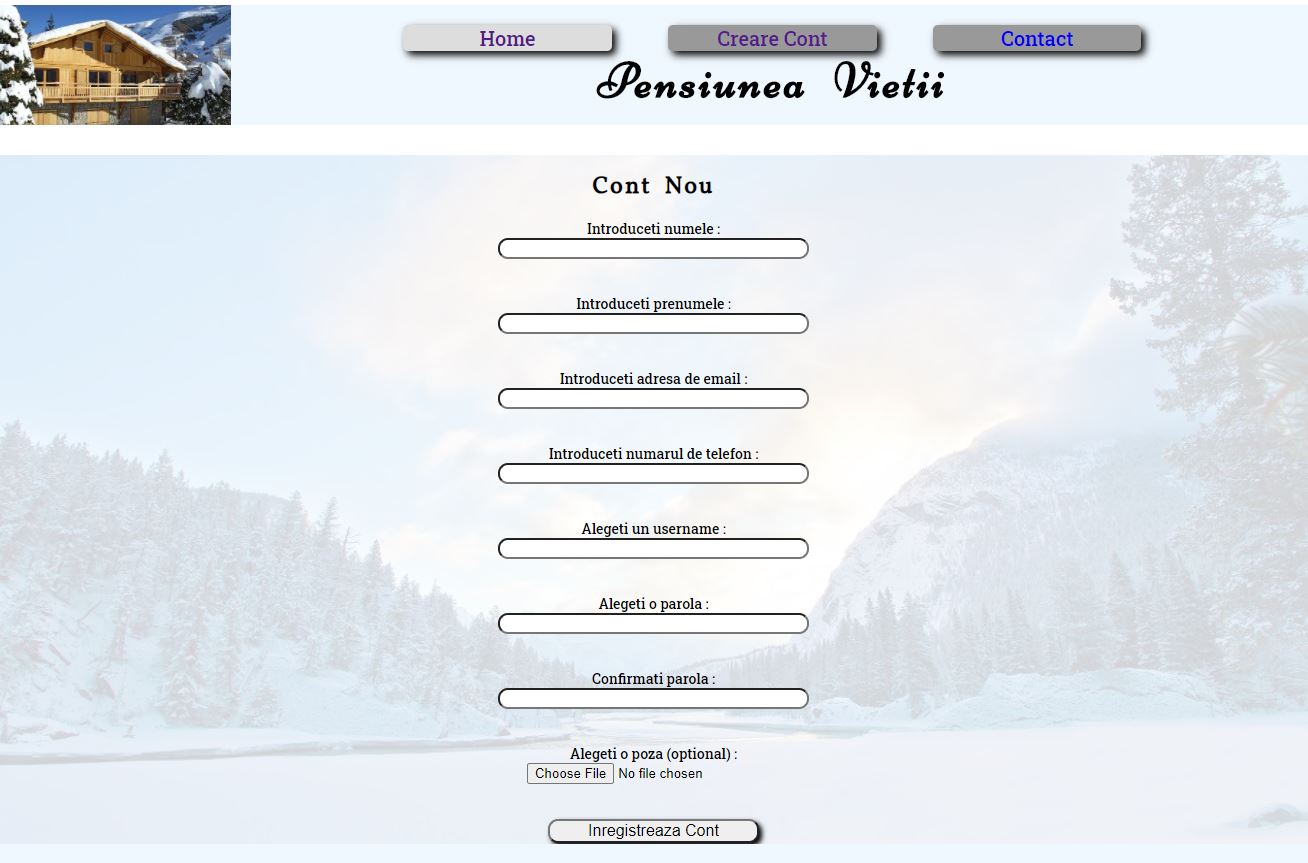 Home
Creare Cont
Contact
Pensiunea Vietii
Cont Nou
Introduceti numele :
Introduceti prenumele :
Introduceti adresa de email :
Introduceti numarul de telefon :
Alegeti un username :
Alegeti o parola :
Confirmati parola :
Alegeti o poza (optional) :
Choose File No file chosen
Inregistreaza Cont